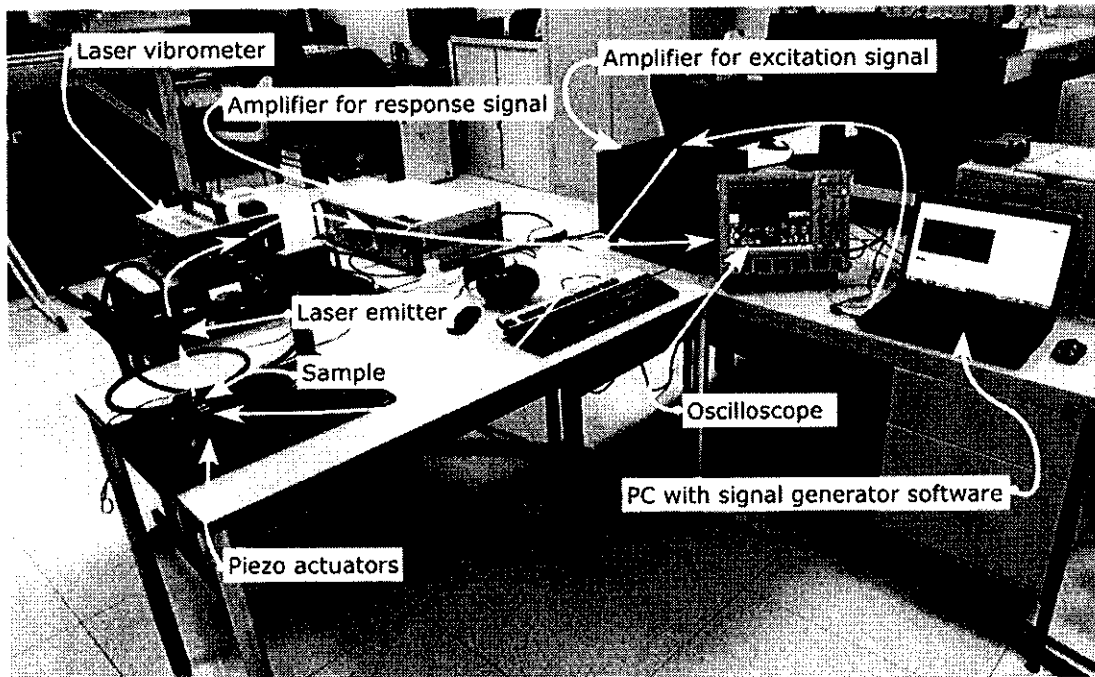 Laser vibrometer
Amplifier for excitation signal
Amplifier for response signal
Laser emitter
Sample
Oscilloscope
PC with signal generator software
Piezo actuators